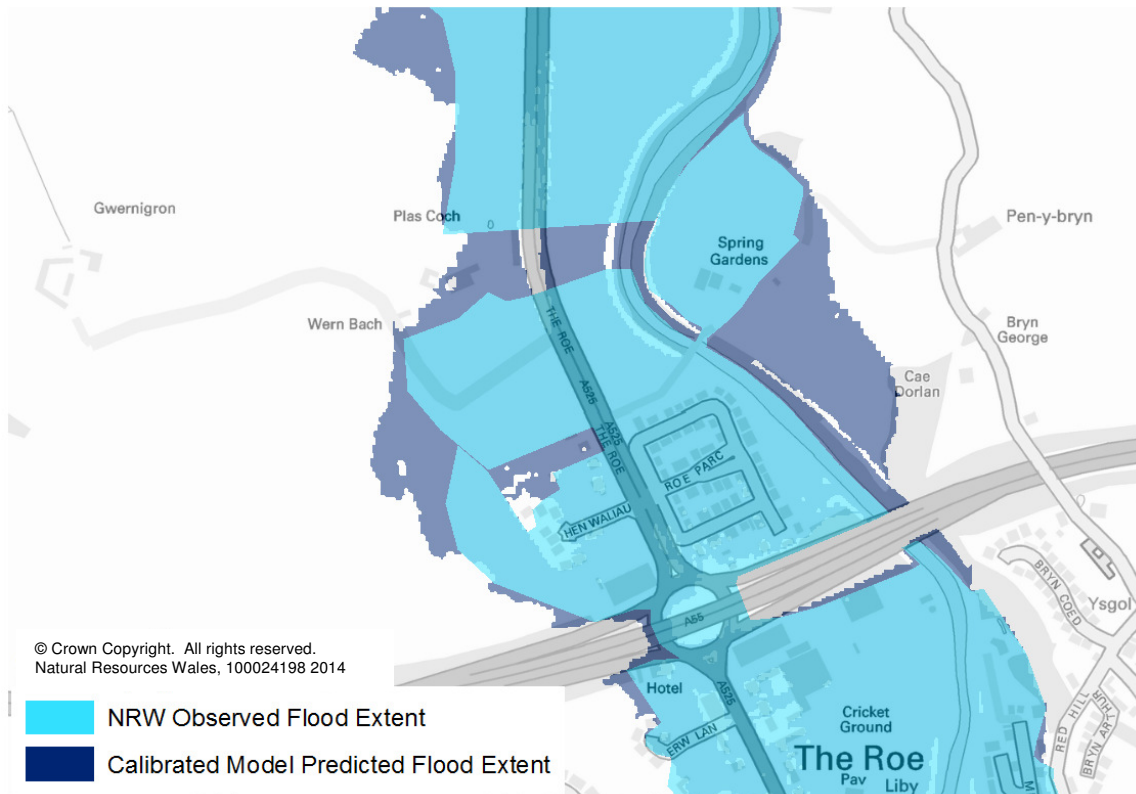 Gwernigron
Plas Coch
Spring
Gardens
Pen-y-bryn
Wern Bach
THE ROE
Bryn
George
Cae
Dorlan
A525
A525
THE ROE
ROE PARC
HEN WALIAU
BRYN COED
Ysgol
A55
© Crown Copyright. All rights reserved.
Natural Resources Wales, 100024198 2014
Hotel
A525
RED HILL
BRYN ARTHUR
NRW Observed Flood Extent
Cricket
Ground
ERW LAN
The Roe
Calibrated Model Predicted Flood Extent
Pav
Liby
M